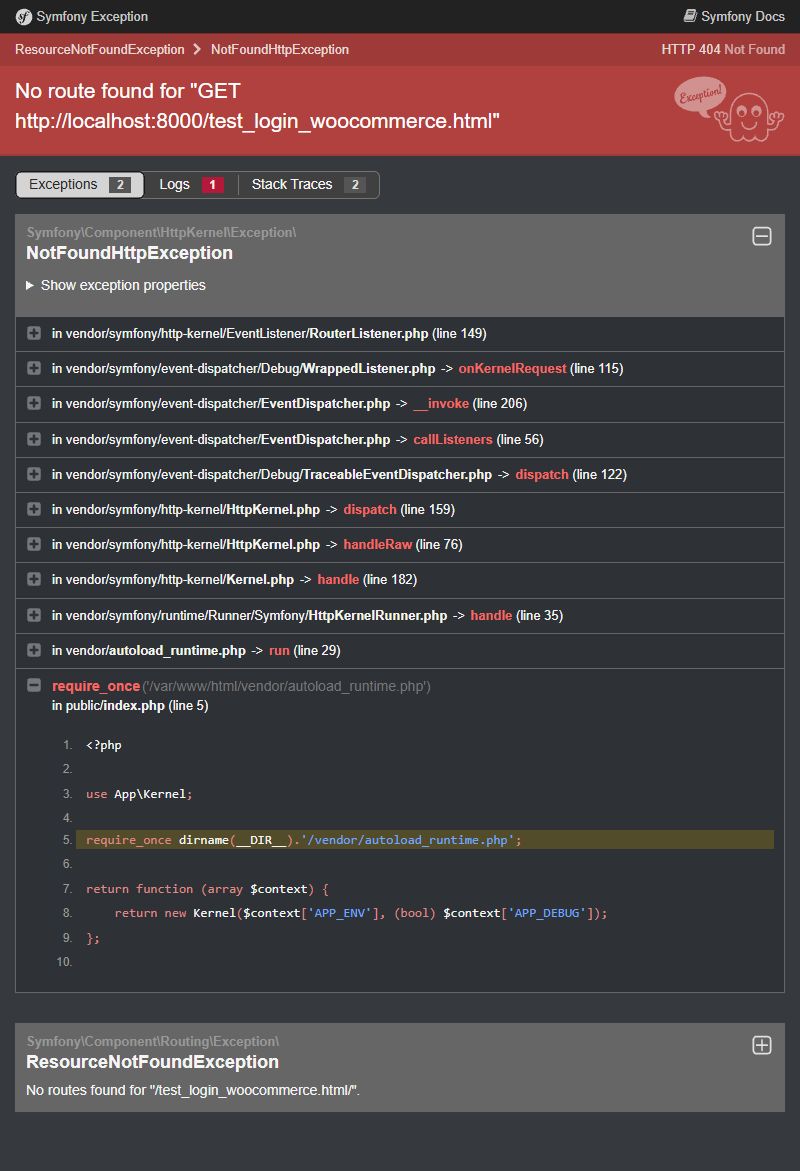 Symfony Exception
Symfony Docs
ResourceNotFoundException > NotFoundHttpException
HTTP 404 Not Found
No route found for "GET
http://localhost:8000/test_login_woocommerce.html"
Exception!
Exceptions 2
Logs 1
Stack Traces 2
Symfony\Component\HttpKernel\Exception\
NotFoundHttpException
Show exception properties
in vendor/symfony/http-kernel/EventListener/RouterListener.php (line 149)
in vendor/symfony/event-dispatcher/Debug/WrappedListener.php -> onKernelRequest (line 115)
in vendor/symfony/event-dispatcher/EventDispatcher.php -> __invoke (line 206)
in vendor/symfony/event-dispatcher/EventDispatcher.php -> callListeners (line 56)
in vendor/symfony/event-dispatcher/Debug/TraceableEventDispatcher.php -> dispatch (line 122)
in vendor/symfony/http-kernel/HttpKernel.php -> dispatch (line 159)
in vendor/symfony/http-kernel/HttpKernel.php -> handleRaw (line 76)
in vendor/symfony/http-kernel/Kernel.php -> handle (line 182)
in vendor/symfony/runtime/Runner/Symfony/HttpKernelRunner.php -> handle (line 35)
in vendor/autoload_runtime.php -> run (line 29)
require_once('/var/www/html/vendor/autoload_runtime.php')
in public/index.php (line 5)
1. <?php
2.
3. use App\Kernel;
4.
5. require_once dirname(__DIR__).'/vendor/autoload_runtime.php';
6.
7. return function (array $context) {
8.     return new Kernel($context['APP_ENV'], (bool) $context['APP_DEBUG']);
9. };
10.
Symfony\Component\Routing\Exception\
ResourceNotFoundException
No routes found for "/test_login_woocommerce.html/".